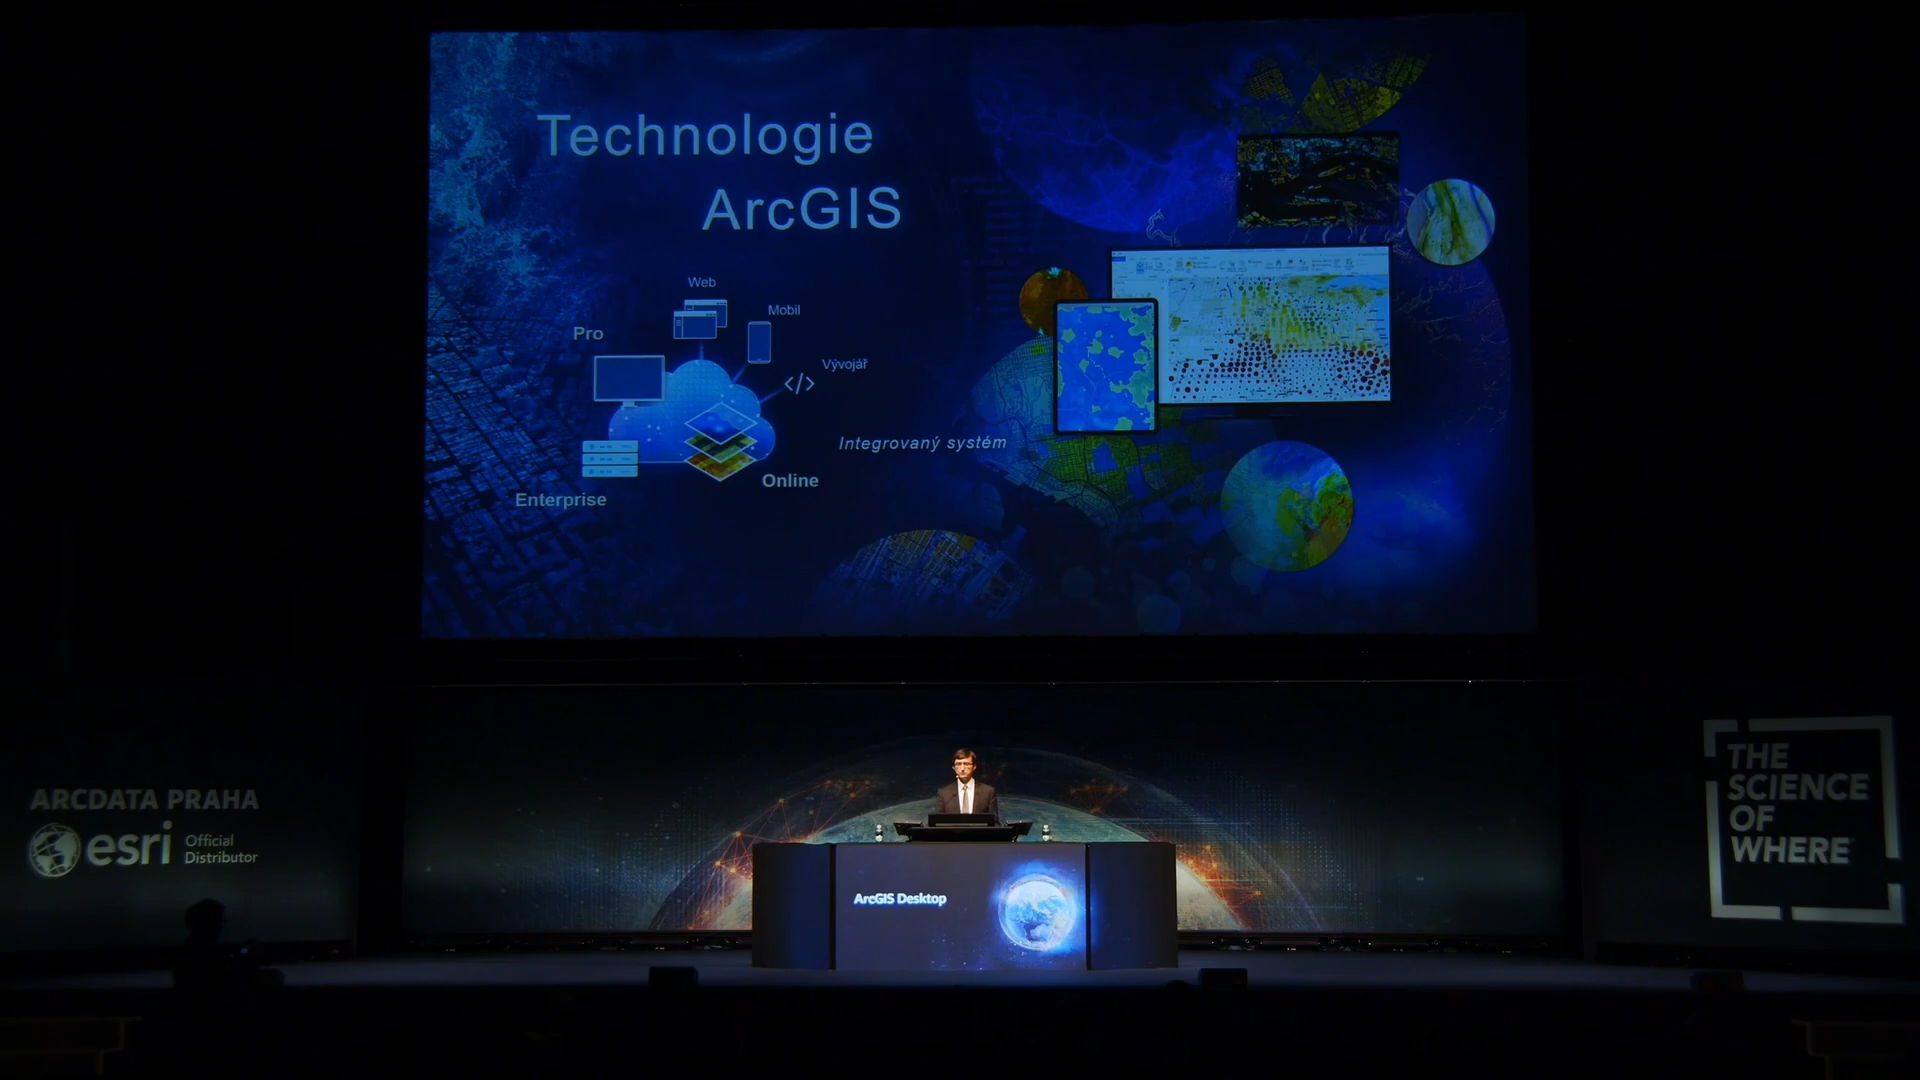 Technologie
ArcGIS
Web
Mobil
Pro
Vývojář
</>
Integrovaný systém
Online
Enterprise
ARCDATA PRAHA
esri Official
Distributor
THE
SCIENCE
OF
WHERE
ArcGIS Desktop